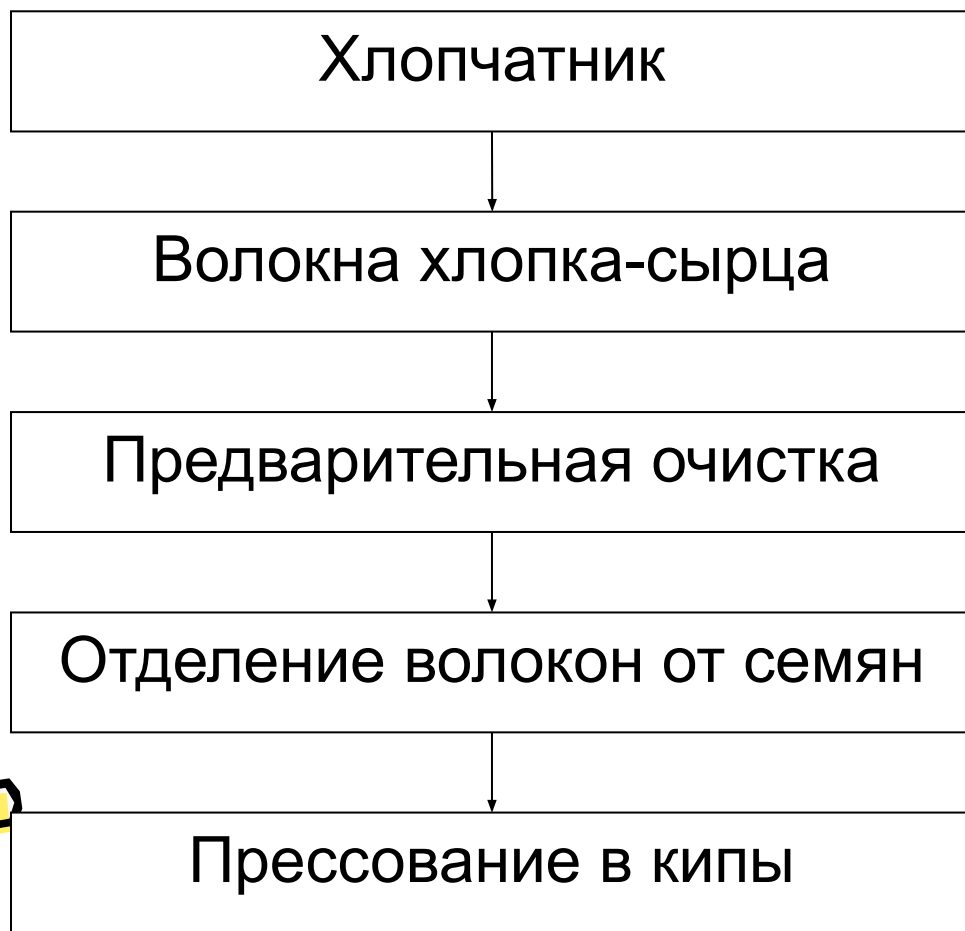 Хлопчатник
Волокна хлопка-сырца
Предварительная очистка
Отделение волокон от семян
Прессование в кипы